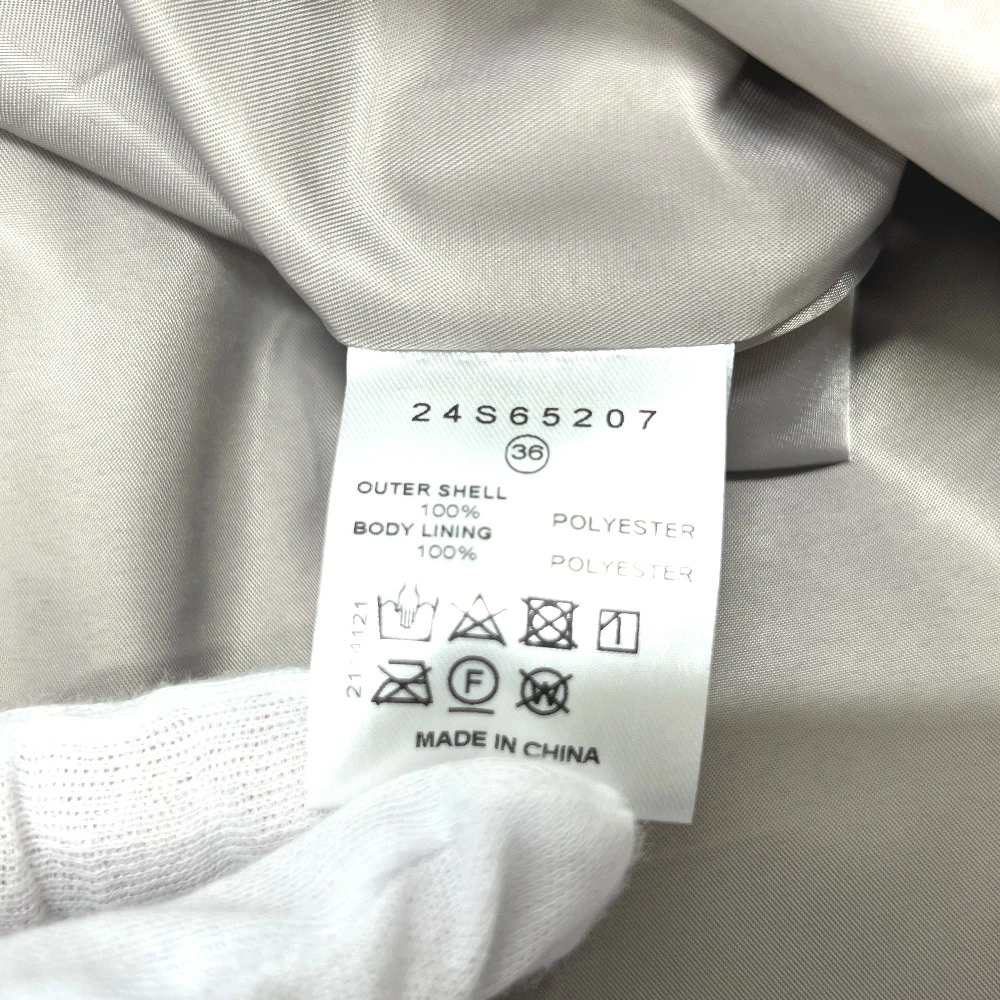 24S65207
36
OUTER SHELL
100%
POLYESTER
BODY LINING
100%
POLYESTER
F
W
MADE IN CHINA